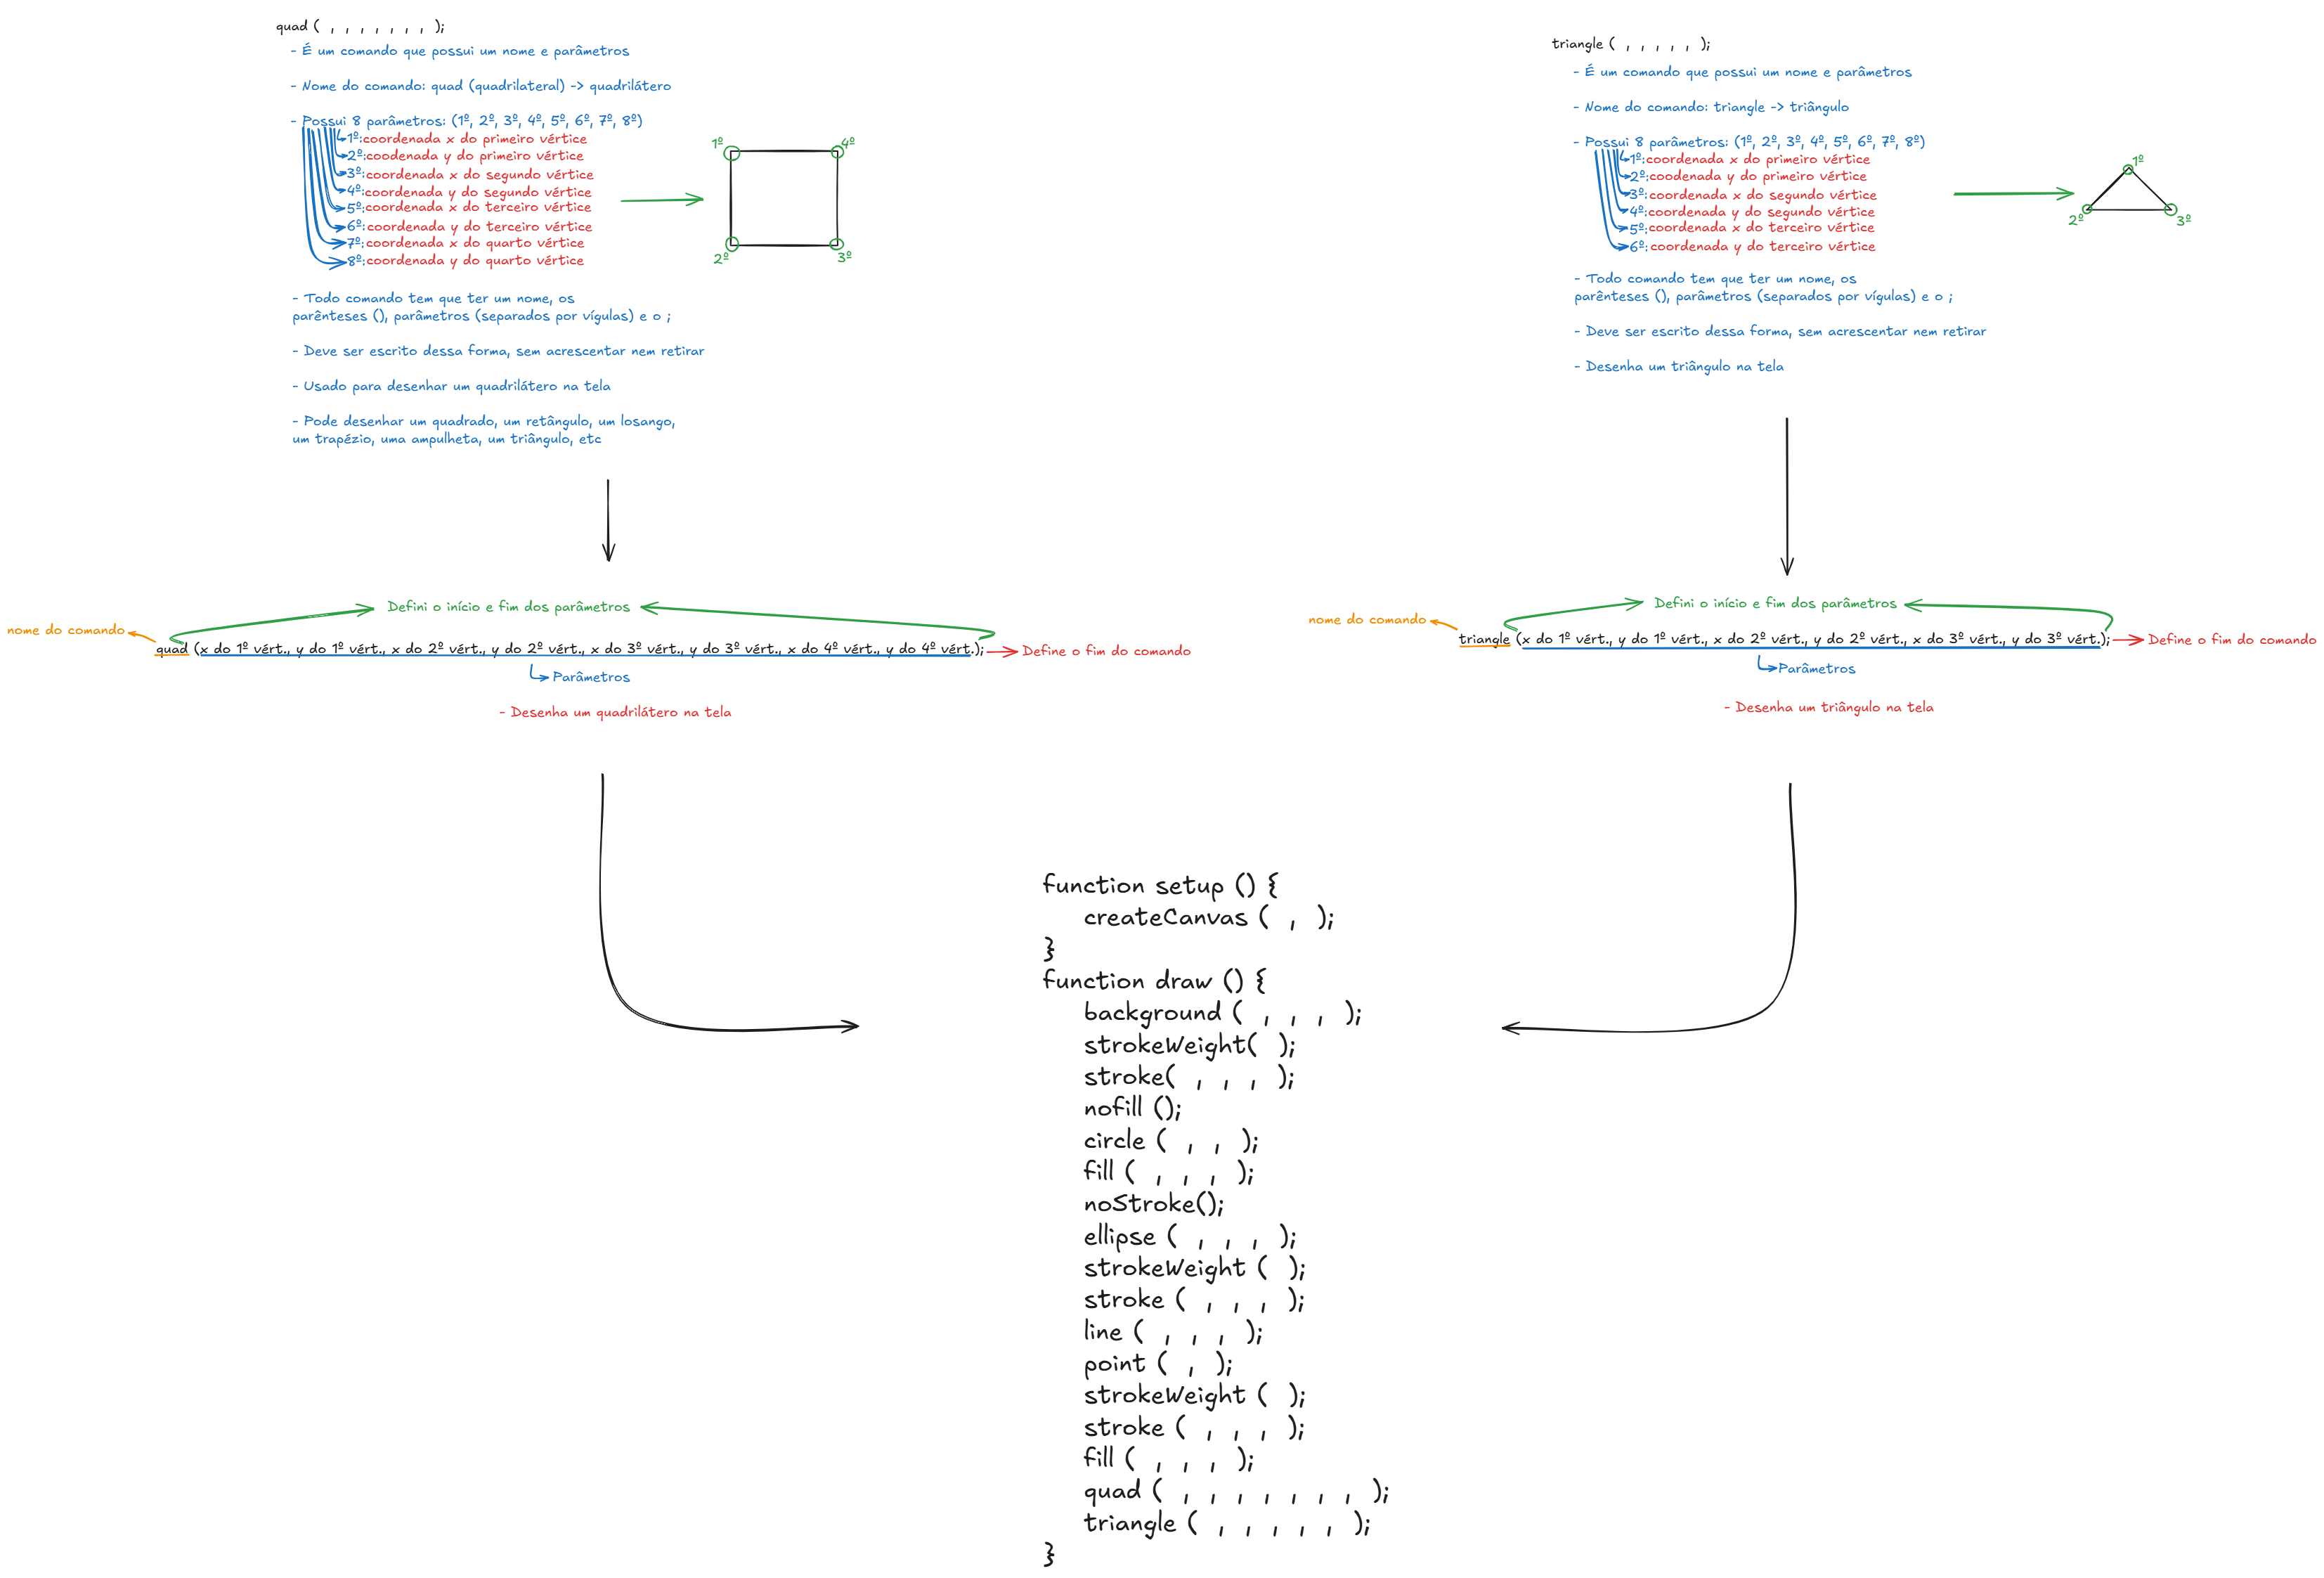 quad ( , , , , , , , );
- É um comando que possui um nome e parâmetros
- Nome do comando: quad (quadrilateral) -> quadrilátero
- Possui 8 parâmetros: (1º, 2º, 3º, 4º, 5º, 6º, 7º, 8º)
1º:coordenada x do primeiro vértice
2º:coodenada y do primeiro vértice
3º:coordenada x do segundo vértice
4º:coordenada y do segundo vértice
5º:coordenada x do terceiro vértice
6º:coordenada y do terceiro vértice
7º:coordenada x do quarto vértice
8º:coordenada y do quarto vértice
1º
4º
2º
3º
- Todo comando tem que ter um nome, os
parênteses (), parâmetros (separados por vígulas) e o ;
- Deve ser escrito dessa forma, sem acrescentar nem retirar
- Usado para desenhar um quadrilátero na tela
- Pode desenhar um quadrado, um retângulo, um losango,
um trapézio, uma ampulheta, um triângulo, etc
Defini o início e fim dos parâmetros
nome do comando
quad (x do 1º vért., y do 1º vért., x do 2º vért., y do 2º vért., x do 3º vért., y do 3º vért., x do 4º vért., y do 4º vért.);
Define o fim do comando
Parâmetros
- Desenha um quadrilátero na tela
triangle ( , , , , , );
- É um comando que possui um nome e parâmetros
- Nome do comando: triangle -> triângulo
- Possui 8 parâmetros: (1º, 2º, 3º, 4º, 5º, 6º, 7º, 8º)
1º:coordenada x do primeiro vértice
2º:coodenada y do primeiro vértice
3º:coordenada x do segundo vértice
4º:coordenada y do segundo vértice
5º:coordenada x do terceiro vértice
6º:coordenada y do terceiro vértice
1º
2º
3º
- Todo comando tem que ter um nome, os
parênteses (), parâmetros (separados por vígulas) e o ;
- Deve ser escrito dessa forma, sem acrescentar nem retirar
- Desenha um triângulo na tela
Defini o início e fim dos parâmetros
nome do comando
triangle (x do 1º vért., y do 1º vért., x do 2º vért., y do 2º vért., x do 3º vért., y do 3º vért.);
Define o fim do comando
Parâmetros
- Desenha um triângulo na tela
function setup () {
createCanvas ( , );
}
function draw () {
background ( , , , );
strokeWeight( );
stroke( , , , );
nofill ();
circle ( , , );
fill ( , , , );
noStroke();
ellipse ( , , , );
strokeWeight ( );
stroke ( , , , );
line ( , , , );
point ( , );
strokeWeight ( );
stroke ( , , , );
fill ( , , , );
quad ( , , , , , , , );
triangle ( , , , , , );
}